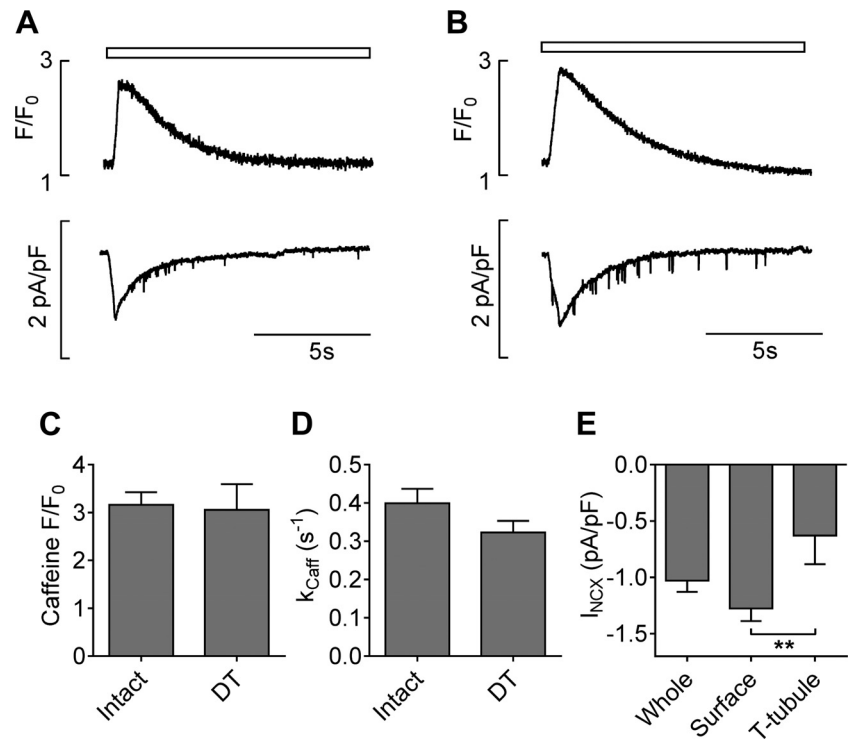 A
B
3
F/F0
1
3
F/F0
1
2 pA/pF
5s
2 pA/pF
5s
C
D
E
4
3
2
1
0
Caffeine F/F0
Intact
DT
0.5
0.4
0.3
0.2
0.1
0.0
kCaff (s-1)
Intact
DT
0.0
-0.5
-1.0
-1.5
INCX (pA/pF)
**
Whole
Surface
T-tubule